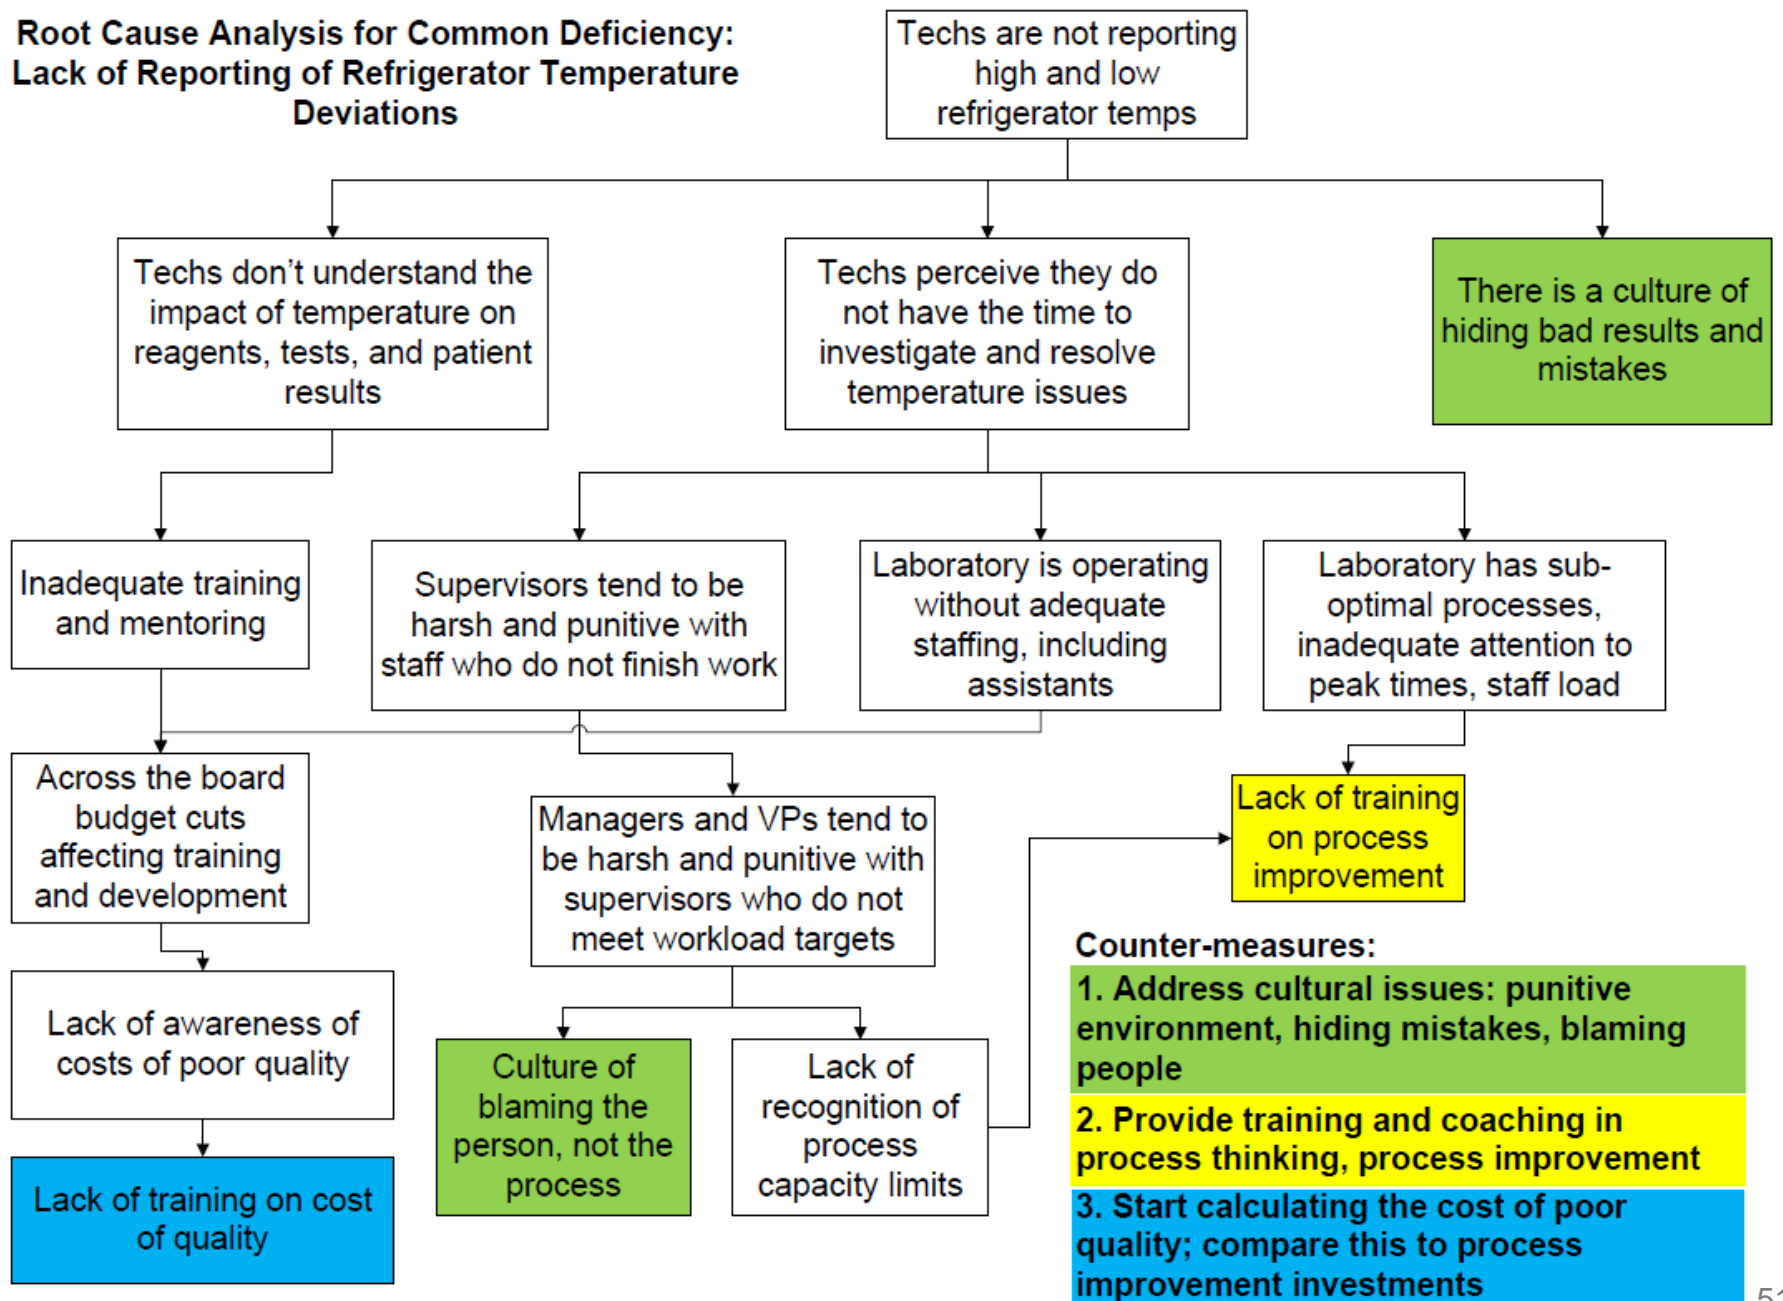 Root Cause Analysis for Common Deficiency:
Lack of Reporting of Refrigerator Temperature
Deviations
Techs are not reporting
high and low
refrigerator temps
Techs don't understand the
impact of temperature on
reagents, tests, and patient
results
Techs perceive they do
not have the time to
investigate and resolve
temperature issues
There is a culture of
hiding bad results and
mistakes
Inadequate training
and mentoring
Supervisors tend to be
harsh and punitive with
staff who do not finish work
Laboratory is operating
without adequate
staffing, including
assistants
Laboratory has sub-
optimal processes,
inadequate attention to
peak times, staff load
Across the board
budget cuts
affecting training
and development
Managers and VPs tend to
be harsh and punitive with
supervisors who do not
meet workload targets
Lack of training
on process
improvement
Lack of awareness of
costs of poor quality
Culture of
blaming the
person, not the
process
Lack of
recognition of
process
capacity limits
Lack of training on cost
of quality
Counter-measures:
1. Address cultural issues: punitive
environment, hiding mistakes, blaming
people
2. Provide training and coaching in
process thinking, process improvement
3. Start calculating the cost of poor
quality; compare this to process
improvement investments